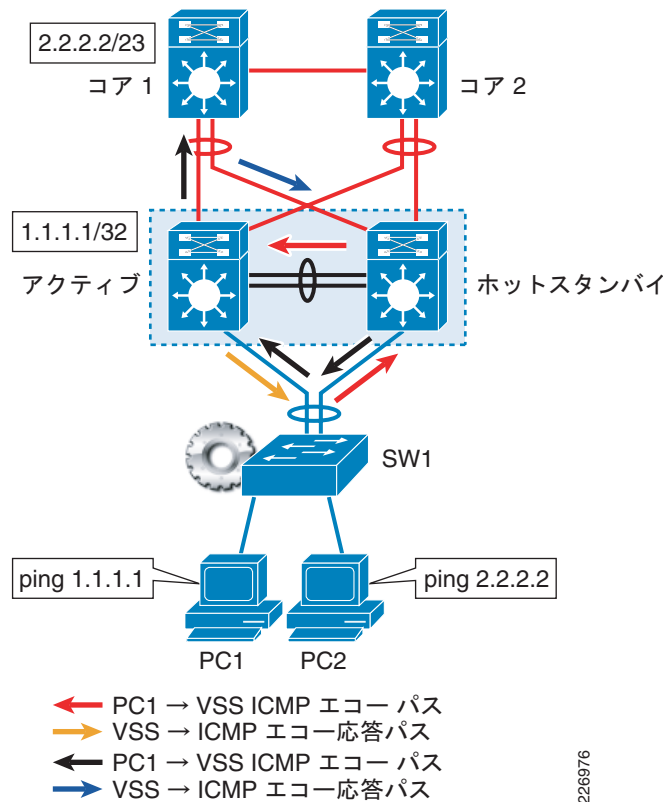 2.2.2.2/23
コア 1
コア 2
1.1.1.1/32
アクティブ
ホットスタンバイ
SW1
ping 1.1.1.1
ping 2.2.2.2
PC1
PC2
PC1 → VSS ICMP エコー パス
VSS → ICMP エコー応答パス
PC1 → VSS ICMP エコー パス
VSS → ICMP エコー応答パス
226976